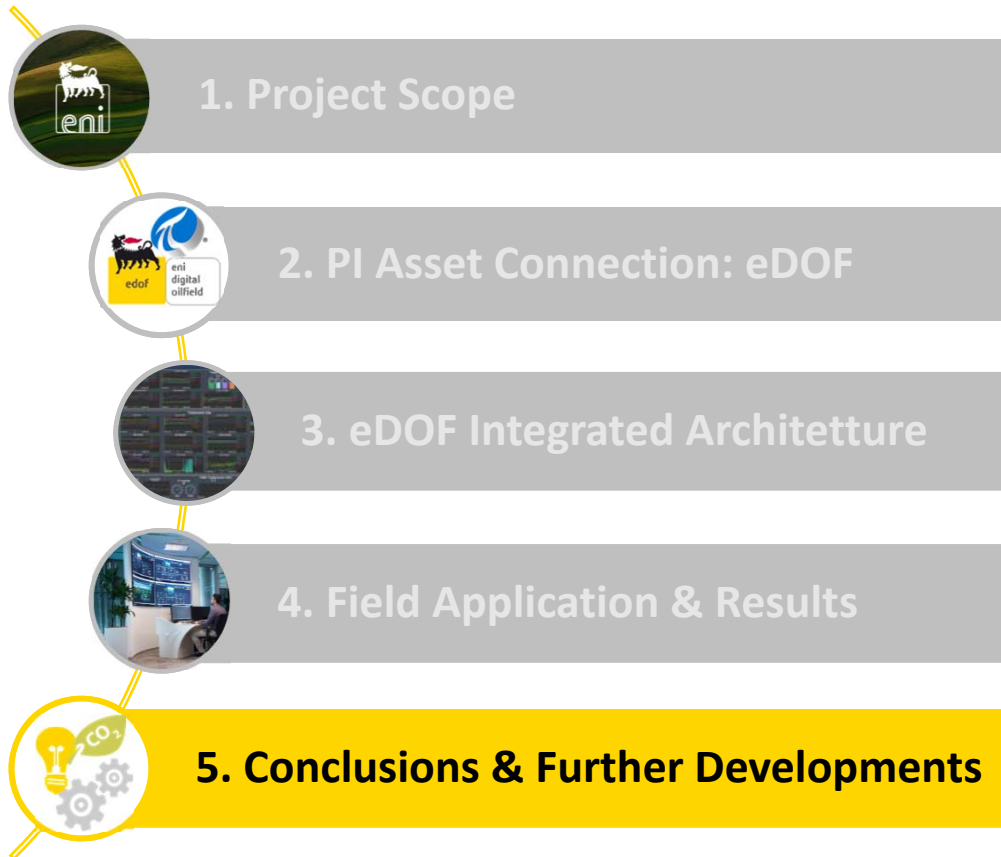 eni
1. Project Scope
edof
eni
digital
oilfield
2. PI Asset Connection: eDOF
3. eDOF Integrated Architetture
4. Field Application & Results
CO₂
5. Conclusions & Further Developments